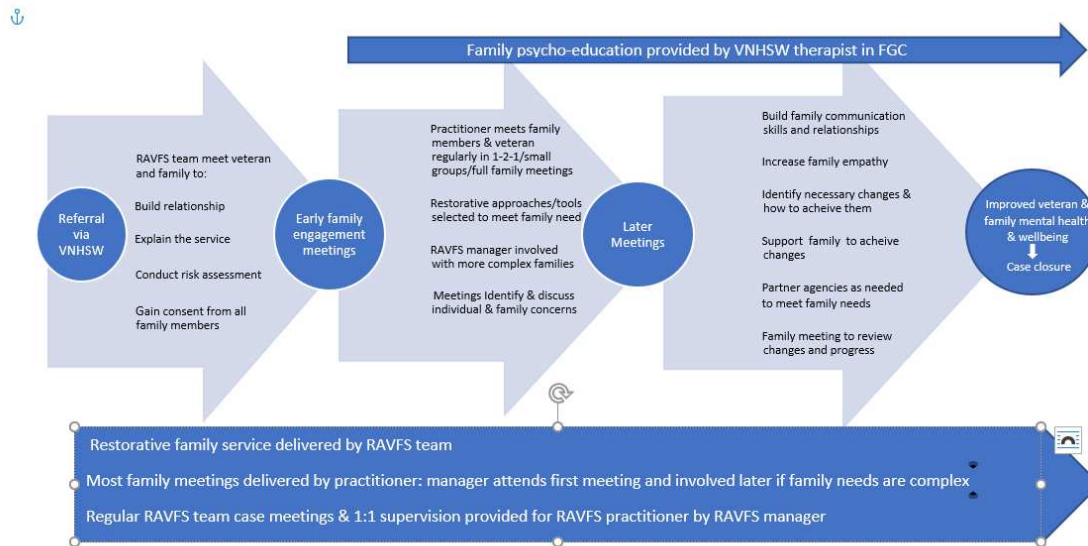 Family psycho-education provided by VNHSW therapist in FGC
Referral
via
VNHSW
RAVFS team meet veteran
and family to:
Build relationship
Explain the service
Conduct risk assessment
Gain consent from all
family members
Early family
engagement
meetings
Practitioner meets family
members & veteran
regularly in 1-2-1/small
groups/full family meetings
Restorative approaches/tools
selected to meet family need
RAVFS manager involved
with more complex families
Meetings Identify & discuss
individual & family concerns
Later
Meetings
Build family communication
skills and relationships
Increase family empathy
Identify necessary changes &
how to acheive them
Support family to acheive
changes
Partner agencies as needed
to meet family needs
Family meeting to review
changes and progress
Improved veteran &
family mental health
& wellbeing
Case closure
Restorative family service delivered by RAVFS team
Most family meetings delivered by practitioner: manager attends first meeting and involved later if family needs are complex
Regular RAVFS team case meetings & 1:1 supervision provided for RAVFS practitioner by RAVFS manager